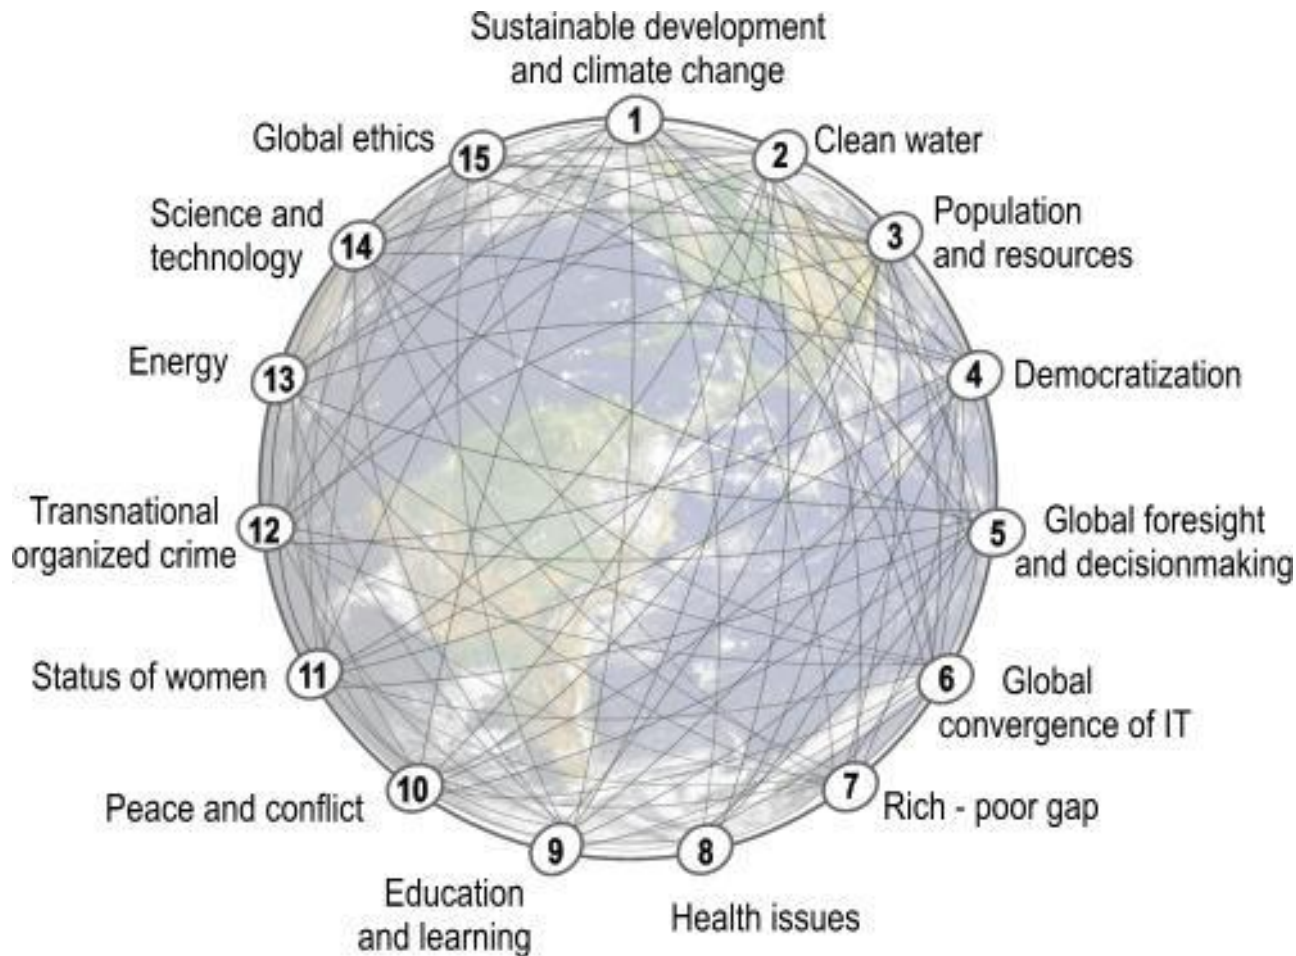 Sustainable development
and climate change
1
Global ethics
15
2
Clean water
Science and
technology
14
3
Population
and resources
Energy
13
4
Democratization
Transnational
organized crime
12
5
Global foresight
and decisionmaking
Status of women
11
6
Global
convergence of IT
Peace and conflict
10
7
Rich - poor gap
9
Education
and learning
8
Health issues